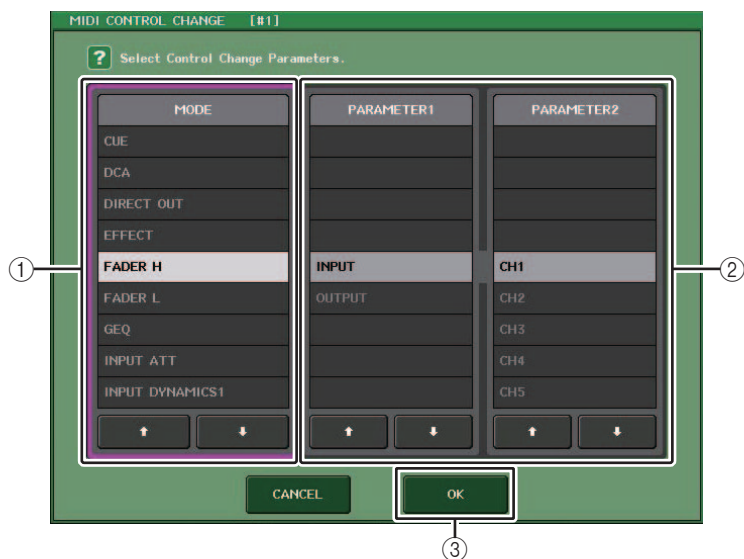 MIDI CONTROL CHANGE [#1]
? Select Control Change Parameters.
MODE
CUE
DCA
DIRECT OUT
EFFECT
FADER H
FADER L
GEQ
INPUT ATT
INPUT DYNAMICS1
PARAMETER1
INPUT
OUTPUT
PARAMETER2
CH1
CH2
CH3
CH4
CH5
CANCEL
OK
①
②
③